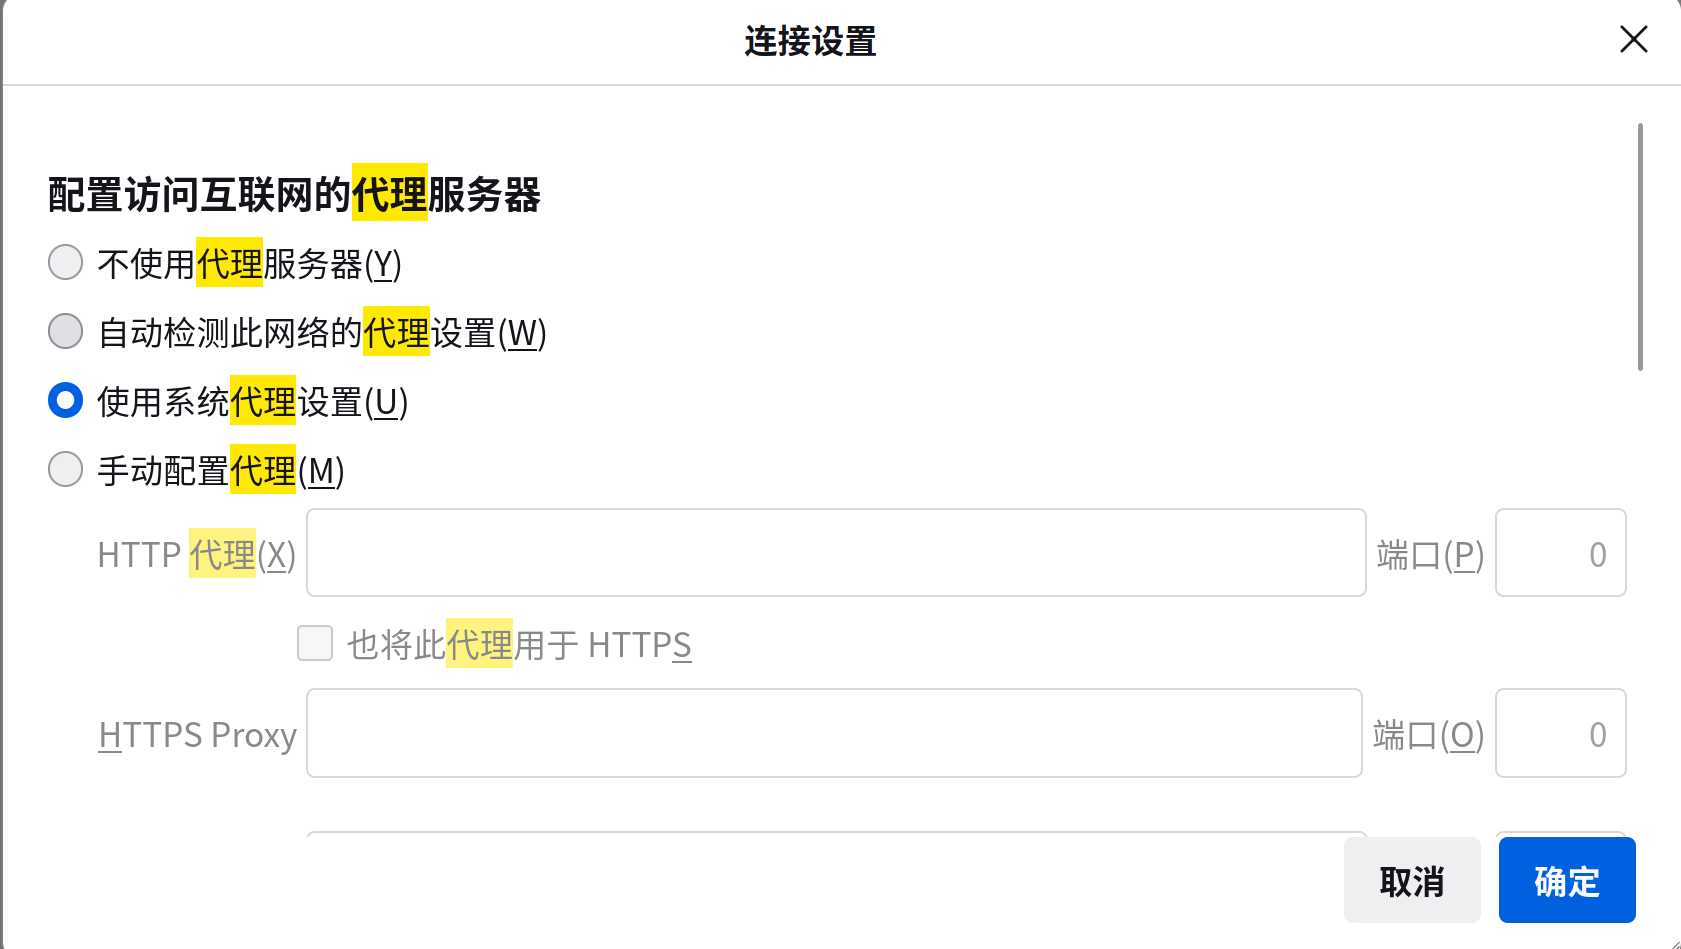 连接设置
配置访问互联网的代理服务器
不使用代理服务器(Y)
自动检测此网络的代理设置(W)
使用系统代理设置(U)
手动配置代理(M)
HTTP 代理(X) 端口(P) 0
也将此代理用于 HTTPS
HTTPS Proxy 端口(O) 0
取消 确定